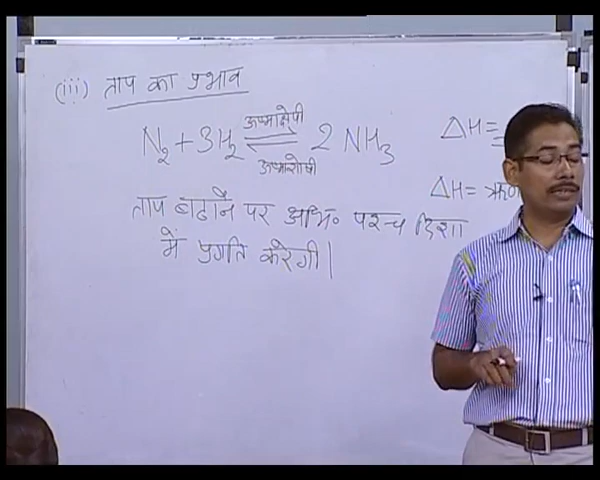 (iii) ताप का प्रभाव
ऊष्माक्षेपी
N₂ + 3H₂ ⇌ 2 NH₃
ऊष्माशोषी
ΔH =
ΔH = ऋण
ताप बढाने पर अभि० पश्च दिशा
में प्रगति करेगी।